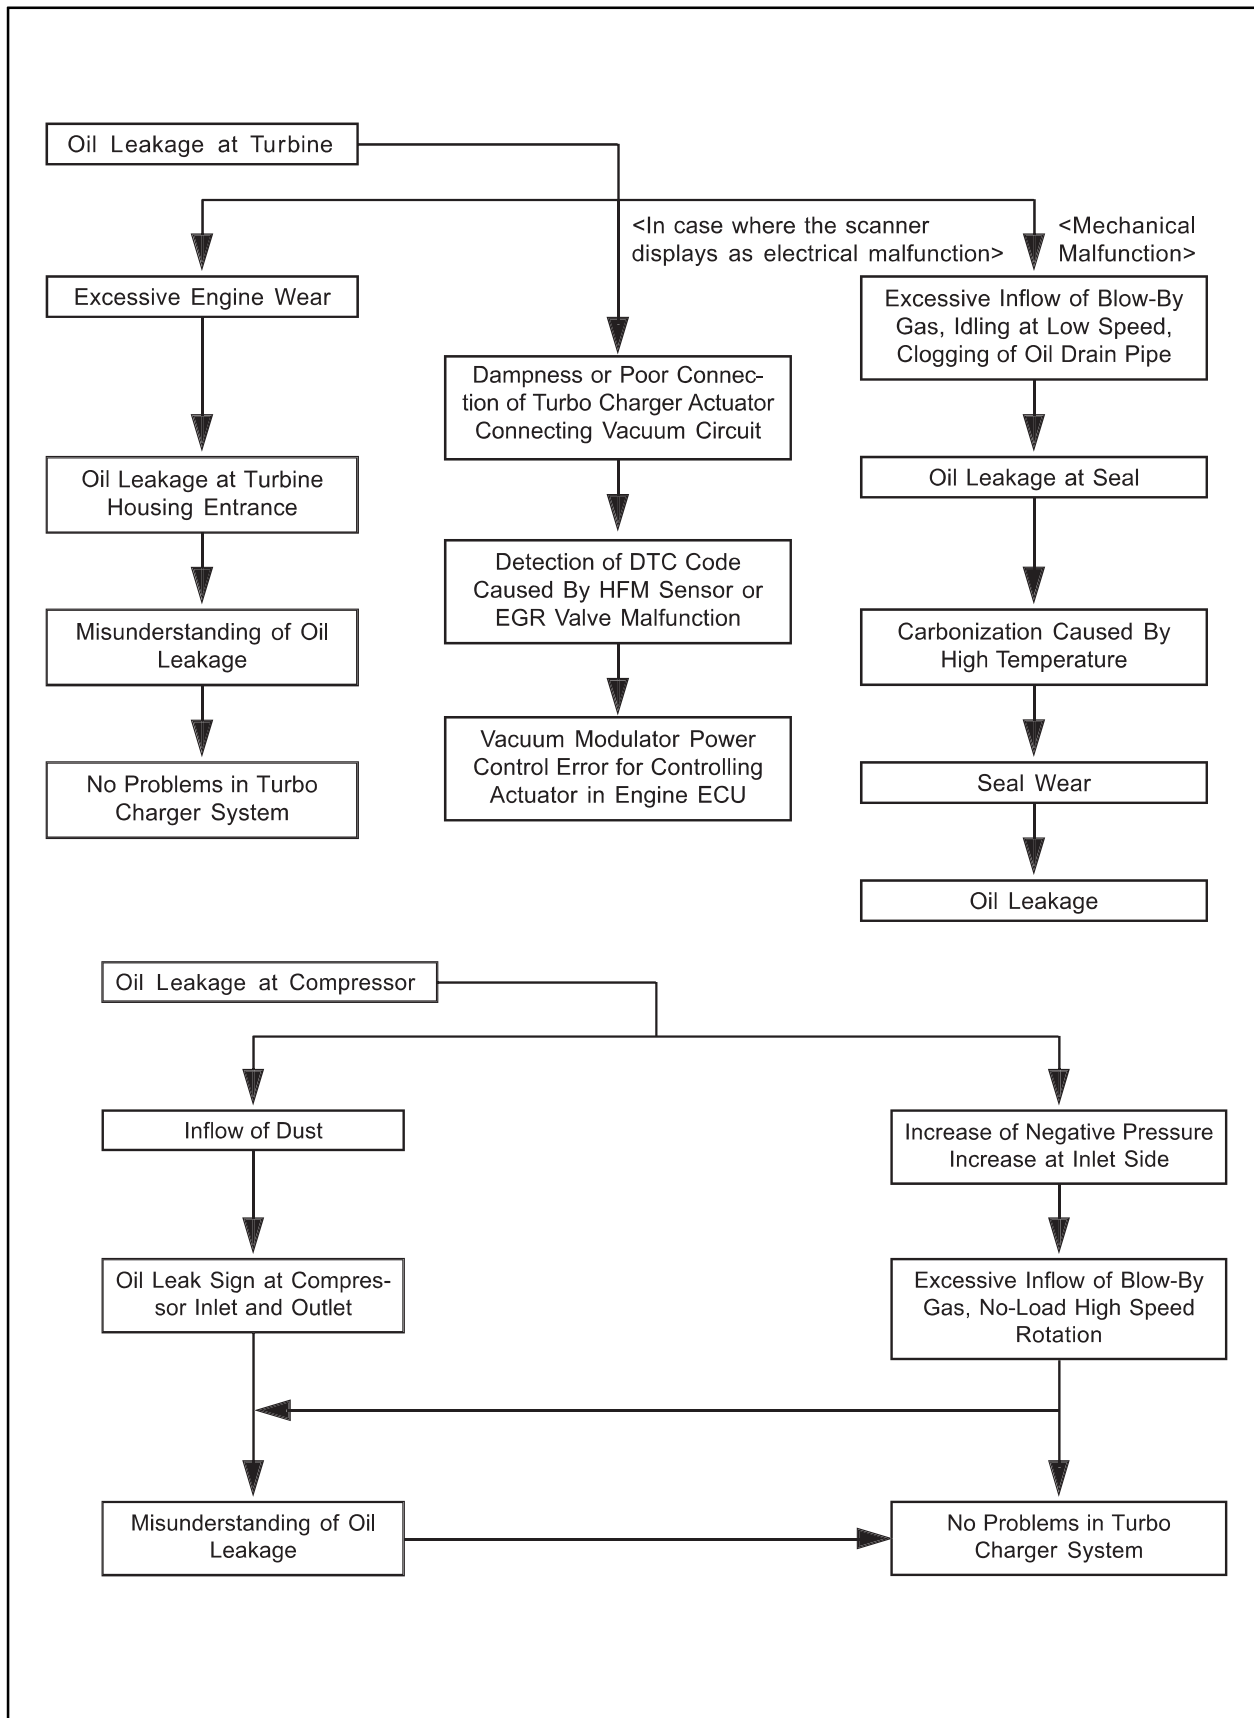 Oil Leakage at Turbine
<In case where the scanner
displays as electrical malfunction>
<Mechanical
Malfunction>
Excessive Engine Wear
Oil Leakage at Turbine
Housing Entrance
Misunderstanding of Oil
Leakage
No Problems in Turbo
Charger System
Dampness or Poor Connec-
tion of Turbo Charger Actuator
Connecting Vacuum Circuit
Detection of DTC Code
Caused By HFM Sensor or
EGR Valve Malfunction
Vacuum Modulator Power
Control Error for Controlling
Actuator in Engine ECU
Excessive Inflow of Blow-By
Gas, Idling at Low Speed,
Clogging of Oil Drain Pipe
Oil Leakage at Seal
Carbonization Caused By
High Temperature
Seal Wear
Oil Leakage
Oil Leakage at Compressor
Inflow of Dust
Oil Leak Sign at Compres-
sor Inlet and Outlet
Misunderstanding of Oil
Leakage
Increase of Negative Pressure
Increase at Inlet Side
Excessive Inflow of Blow-By
Gas, No-Load High Speed
Rotation
No Problems in Turbo
Charger System